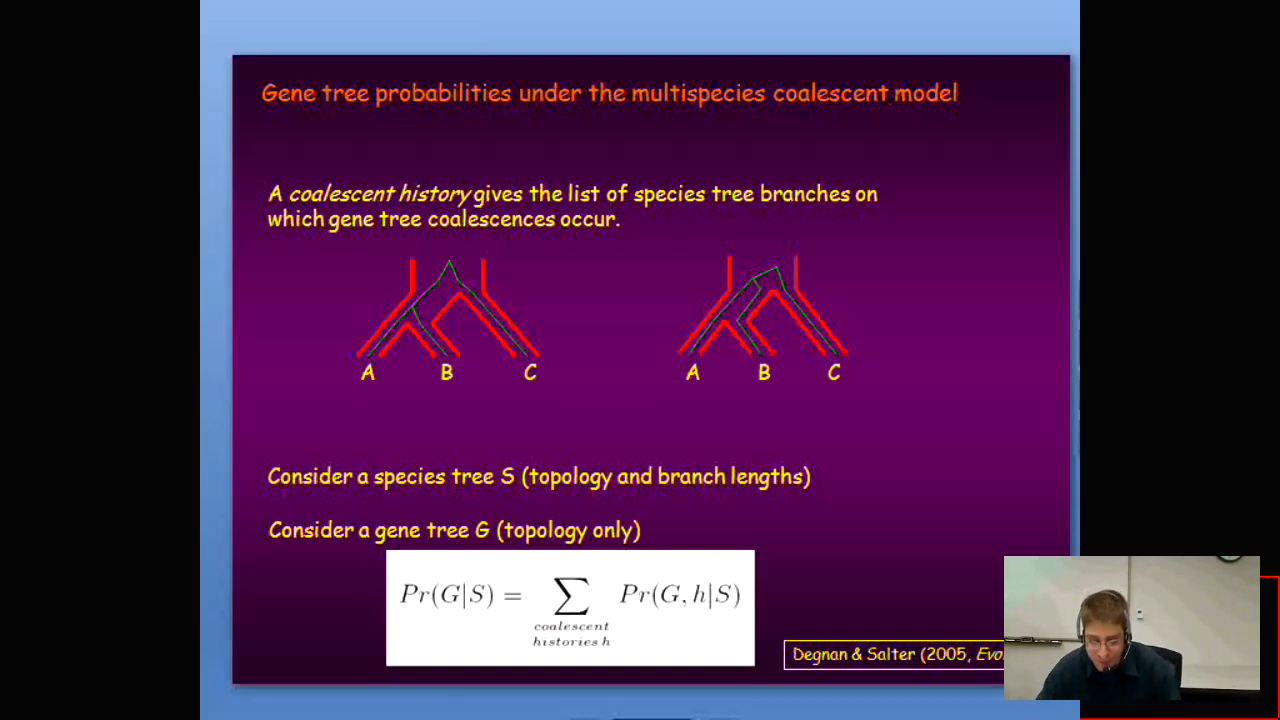 Gene tree probabilities under the multispecies coalescent model
A coalescent history gives the list of species tree branches on
which gene tree coalescences occur.
A B C A B C
Consider a species tree S (topology and branch lengths)
Consider a gene tree G (topology only)
Pr(G|S) = ∑ Pr(G, h|S)
coalescent
histories h
Degnan & Salter (2005,